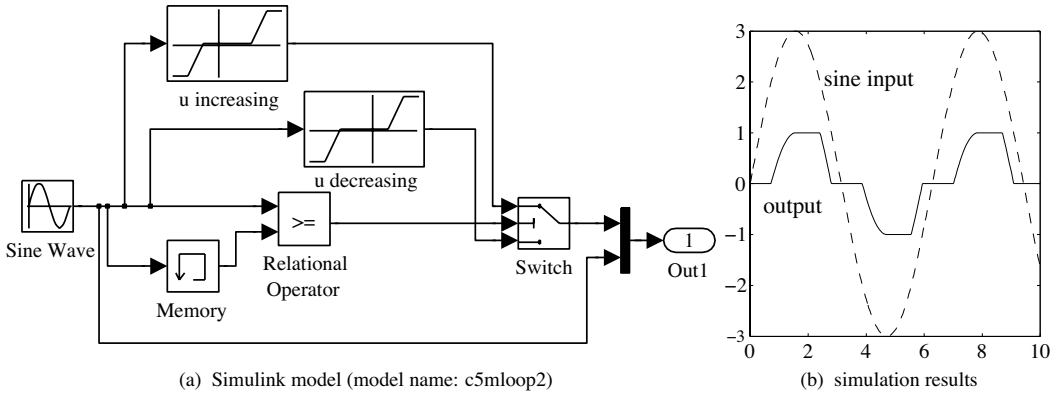 u increasing
u decreasing
Sine Wave
Memory
>=
Relational
Operator
Switch
1
Out1
(a) Simulink model (model name: c5mloop2)
3
2
1
0
−1
−2
−3
0
2
4
6
8
10
sine input
output
(b) simulation results